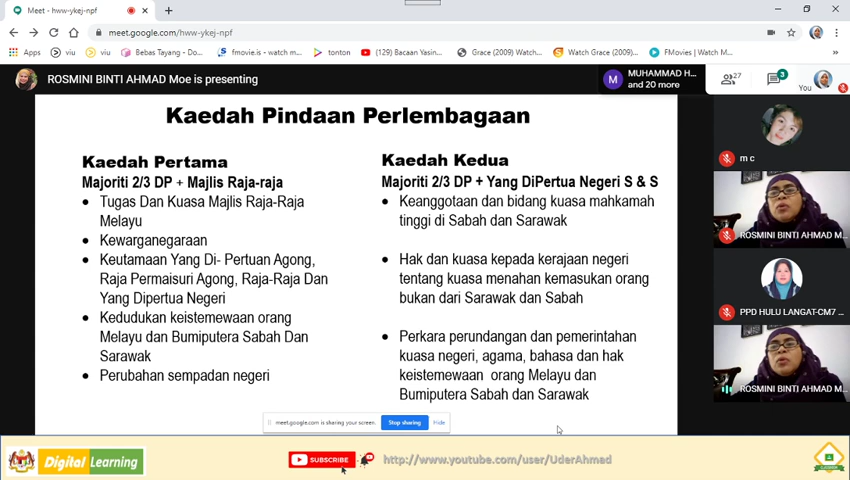 Meet - hww-ykej-npf
meet.google.com/hww-ykej-npf
Apps
viu
viu
Bebas Tayang - Do...
fmovie.is - watch m...
tonton
(129) Bacaan Yasin...
Grace (2009) Watch...
Watch Grace (2009)...
FMovies | Watch M...
ROSMINI BINTI AHMAD Moe is presenting
M
MUHAMMAD H...
and 20 more
27
3
You
Kaedah Pindaan Perlembagaan
Kaedah Pertama
Majoriti 2/3 DP + Majlis Raja-raja
• Tugas Dan Kuasa Majlis Raja-Raja
Melayu
• Kewarganegaraan
• Keutamaan Yang Di- Pertuan Agong,
Raja Permaisuri Agong, Raja-Raja Dan
Yang Dipertua Negeri
• Kedudukan keistemewaan orang
Melayu dan Bumiputera Sabah Dan
Sarawak
• Perubahan sempadan negeri
Kaedah Kedua
Majoriti 2/3 DP + Yang DiPertua Negeri S & S
• Keanggotaan dan bidang kuasa mahkamah
tinggi di Sabah dan Sarawak
• Hak dan kuasa kepada kerajaan negeri
tentang kuasa menahan kemasukan orang
bukan dari Sarawak dan Sabah
• Perkara perundangan dan pemerintahan
kuasa negeri, agama, bahasa dan hak
keistemewaan orang Melayu dan
Bumiputera Sabah dan Sarawak
m c
ROSMINI BINTI AHMAD M...
PPD HULU LANGAT-CM7 ...
ROSMINI BINTI AHMAD M...
meet.google.com is sharing your screen.
Stop sharing
Hide
Digital Learning
SUBSCRIBE
http://www.youtube.com/user/UderAhmad